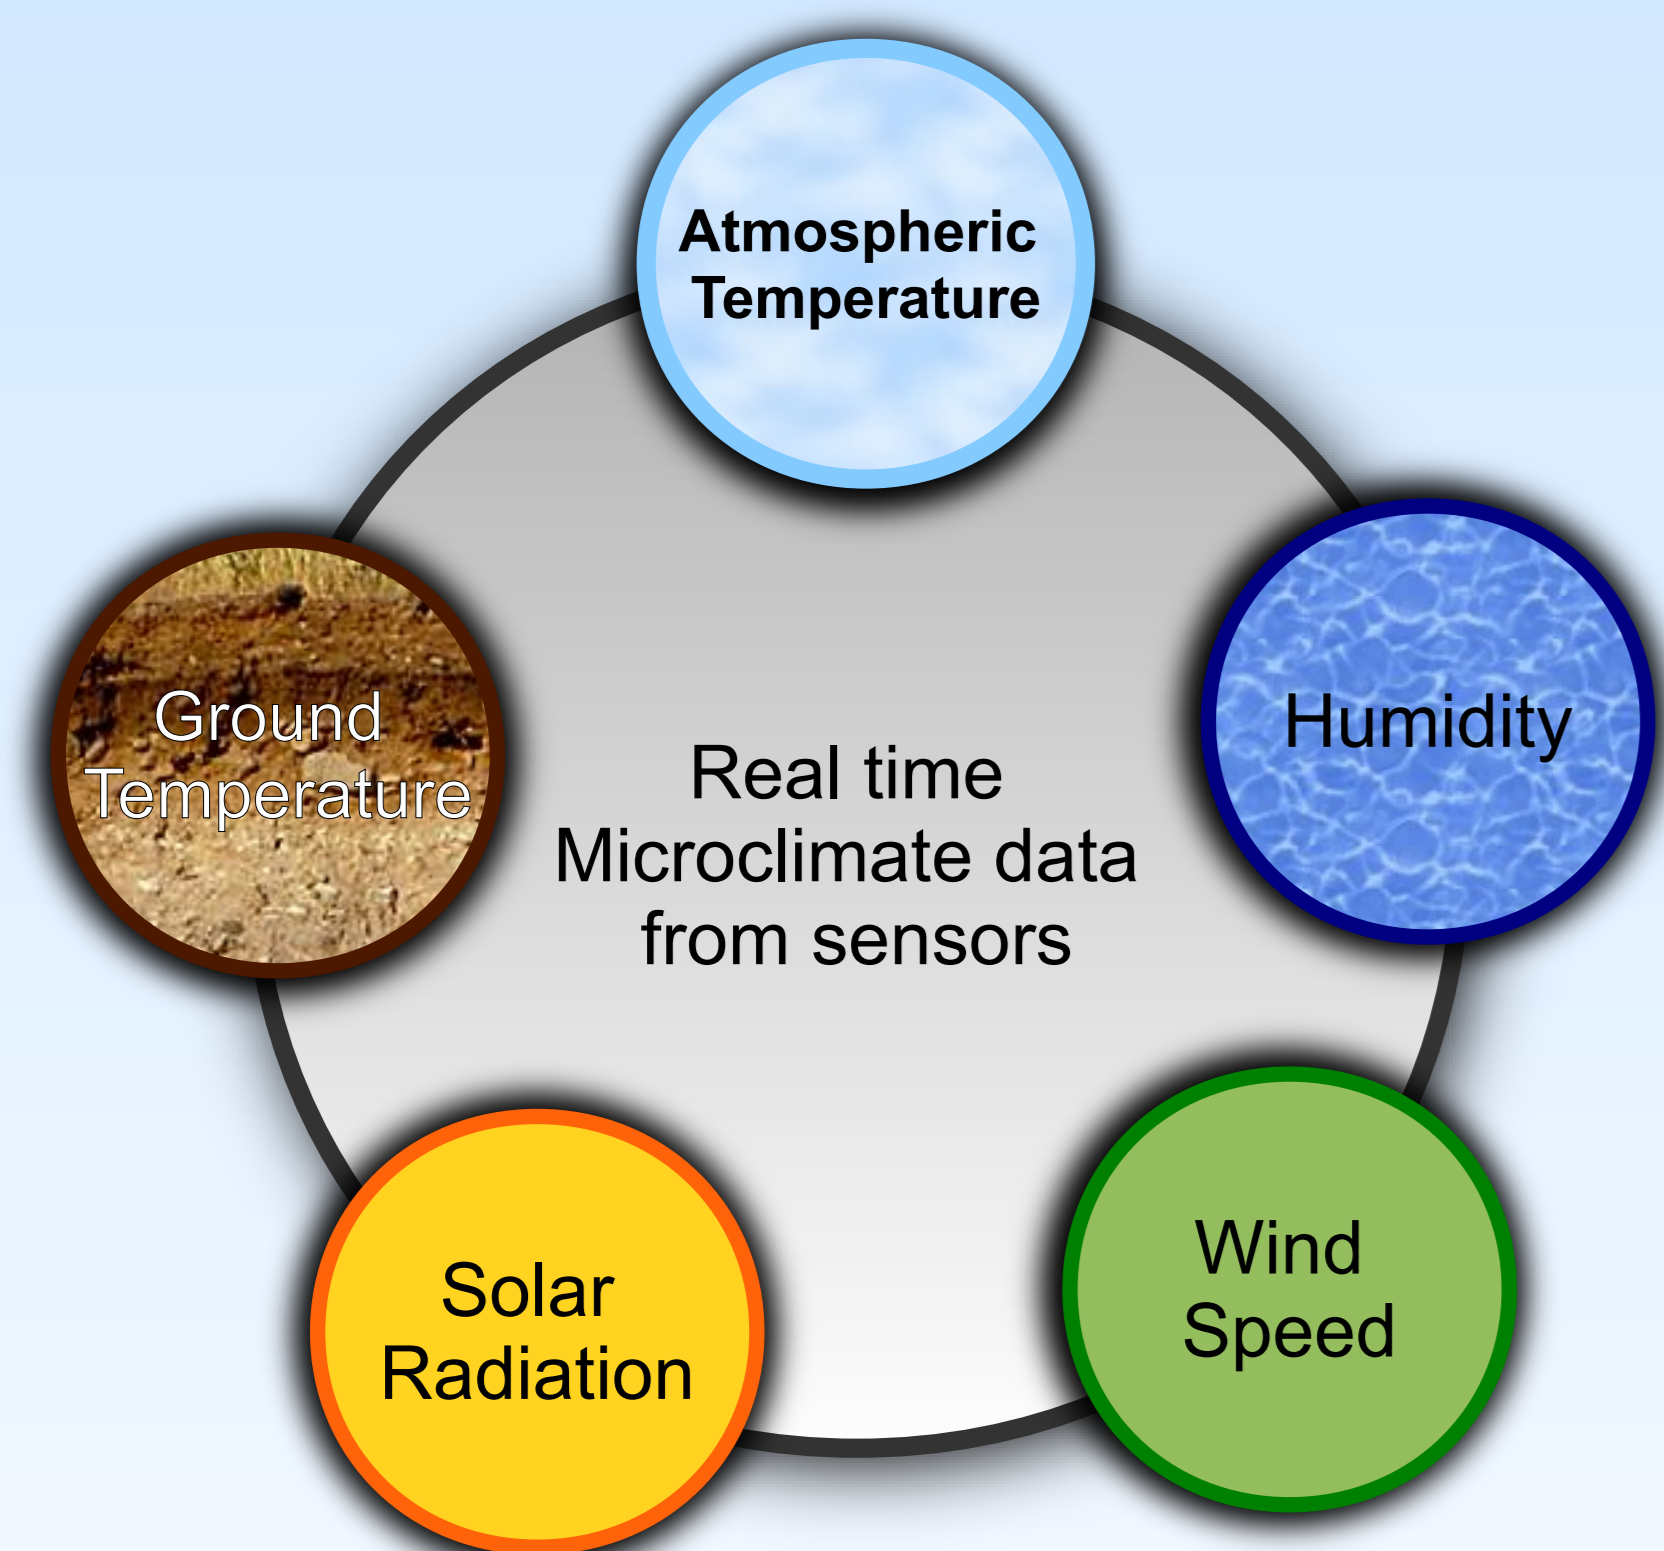 Atmospheric
Temperature
Ground
Temperature
Humidity
Real time
Microclimate data
from sensors
Solar
Radiation
Wind
Speed